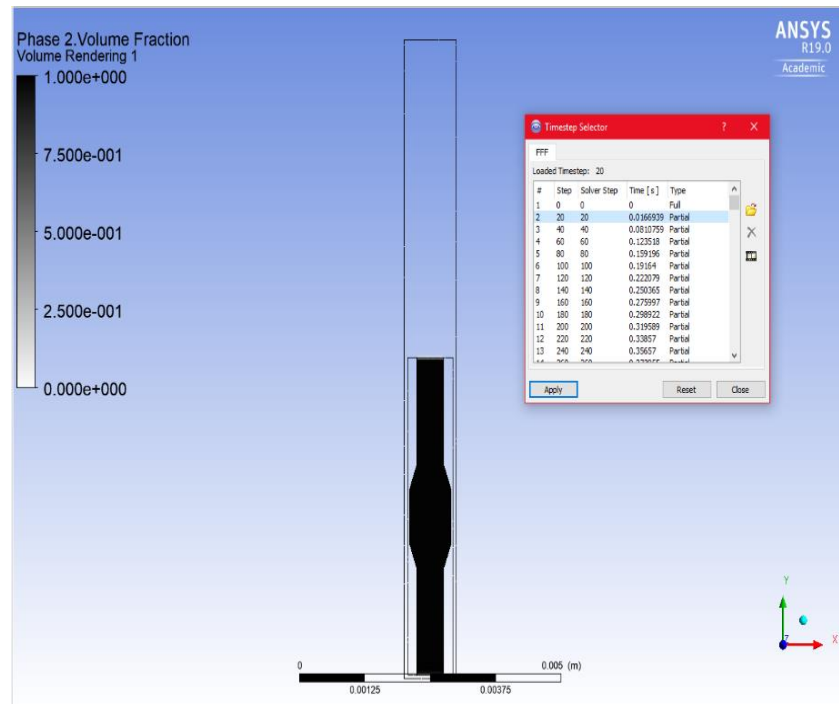 Phase 2.Volume Fraction
Volume Rendering 1
1.000e+000
7.500e-001
5.000e-001
2.500e-001
0.000e+000
ANSYS
R19.0
Academic
Timestep Selector ? X
FFF
Loaded Timestep: 20
# Step Solver Step Time [ s ] Type
1 0 0 0 Full
2 20 20 0.0166939 Partial
3 40 40 0.0810759 Partial
4 60 60 0.123518 Partial
5 80 80 0.159196 Partial
6 100 100 0.19164 Partial
7 120 120 0.222079 Partial
8 140 140 0.250365 Partial
9 160 160 0.275997 Partial
10 180 180 0.298922 Partial
11 200 200 0.319589 Partial
12 220 220 0.33857 Partial
13 240 240 0.35657 Partial
Apply Reset Close
Y
X
Z
0 0.005 (m)
0.00125 0.00375